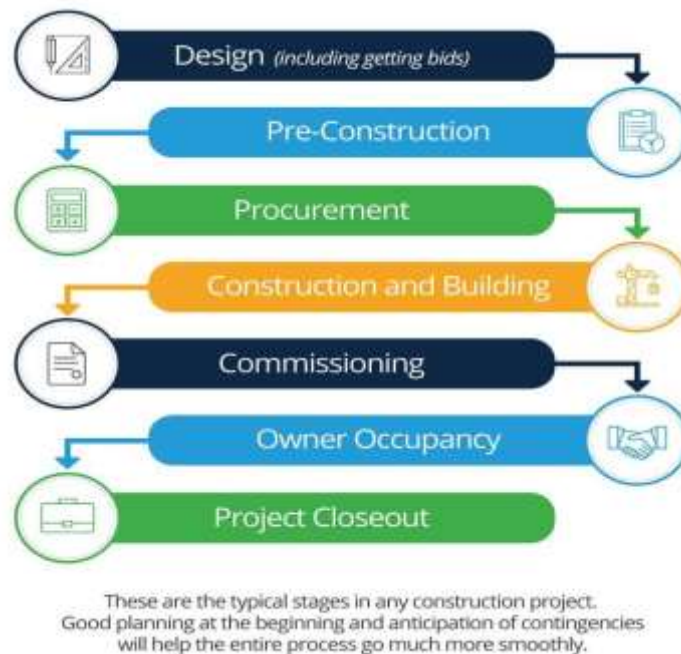 Design (including getting bids)
Pre-Construction
Procurement
Construction and Building
Commissioning
Owner Occupancy
Project Closeout
These are the typical stages in any construction project.
Good planning at the beginning and anticipation of contingencies
will help the entire process go much more smoothly.